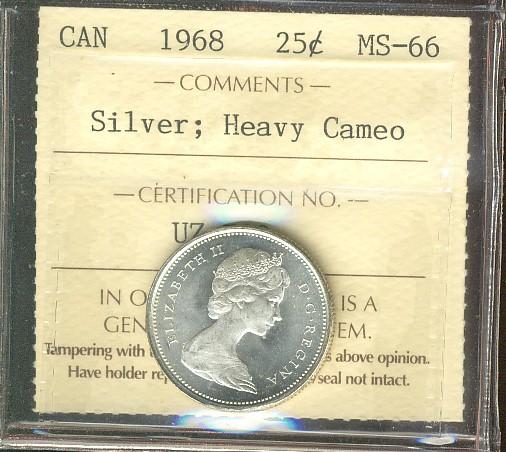 CAN 1968 25¢ MS-66
— COMMENTS —
Silver; Heavy Cameo
— CERTIFICATION NO. —
UZ
IN IS A
GEN EM.
Tampering with above opinion.
Have holder seal not intact.
ELIZABETH II D·G·REGINA